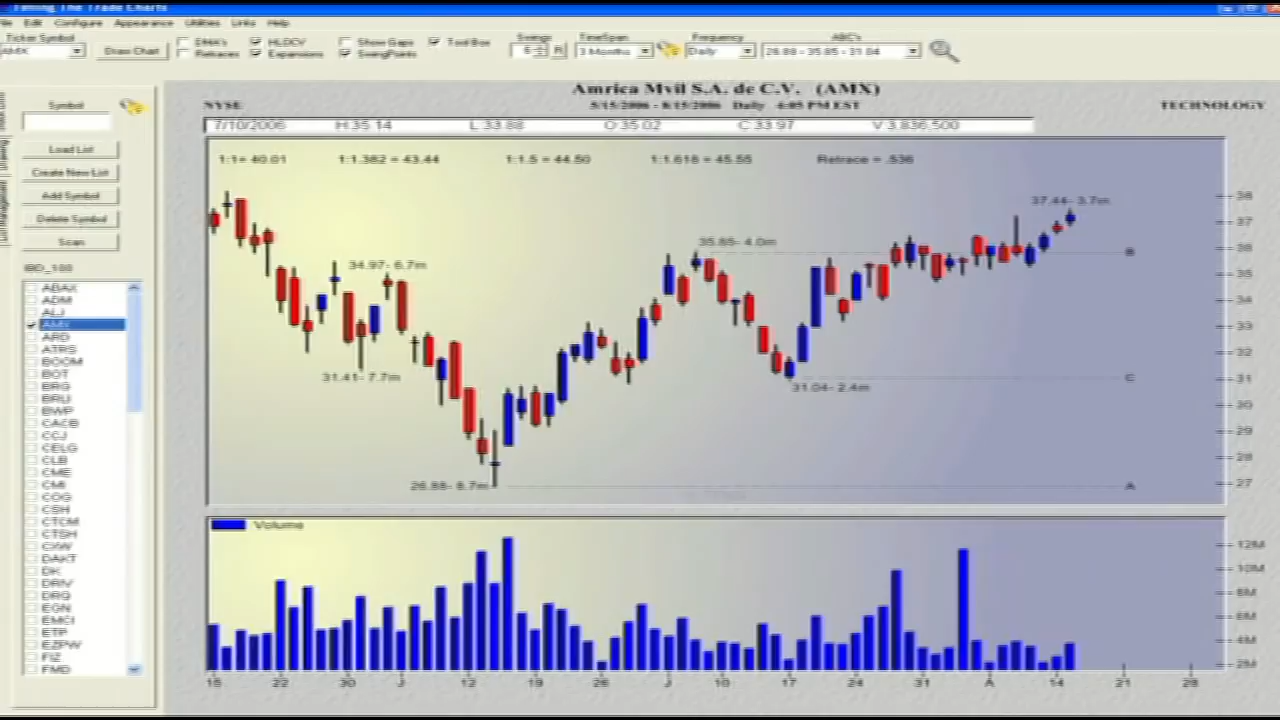 Timing The Trade Charts
File Edit Configure Appearance Utilities Links Help
Ticker Symbol
AMX
Draw Chart
DMA's
Retraces
HLOCV
Expansions
Show Gaps
SwingPoints
Tool Box
Swings
TimeSpan
3 Months
Frequency
Daily
ABC's
26.88 - 35.85 - 31.04
Symbol
Load List
Create New List
Add Symbol
Delete Symbol
Scan
IBD_100
ABAX
ADM
ALJ
AMX
ARD
ATRS
BOOM
BOT
BRG
BRU
BWP
CACB
CCJ
CELG
CLB
CME
CMI
COG
CSH
CTCM
CTSH
CXW
DAKT
DK
DRIV
DRQ
EGN
EMCI
ETP
EZPW
FIZ
FMD
Amrica Mvil S.A. de C.V. (AMX)
NYSE
5/15/2006 - 8/15/2006 Daily 4:05 PM EST
TECHNOLOGY
7/10/2006 H:35.14 L:33.88 O:35.02 C:33.97 V:3,836,500
1:1= 40.01 1:1.382 = 43.44 1:1.5 = 44.50 1:1.618 = 45.55 Retrace = .536
37.44- 3.7m
35.85- 4.0m
34.97- 6.7m
31.41- 7.7m
31.04- 2.4m
26.88- 8.7m
B
C
A
38
37
36
35
34
33
32
31
30
29
28
27
Volume
12M
10M
8M
6M
4M
2M
15 22 30 J 12 19 26 J 10 17 24 31 A 14 21 28